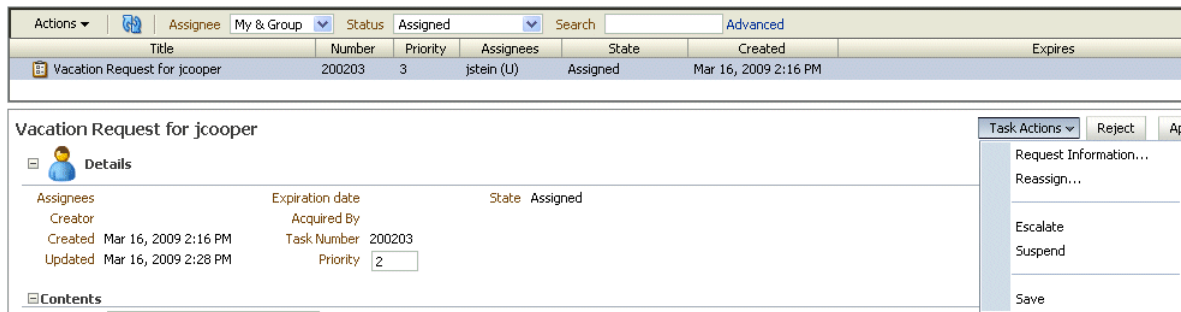 Actions Assignee My & Group Status Assigned Search Advanced
Title Number Priority Assignees State Created Expires
Vacation Request for jcooper 200203 3 jstein (U) Assigned Mar 16, 2009 2:16 PM
Vacation Request for jcooper Task Actions Reject Ap
Details Request Information...
Reassign...
Assignees Expiration date State Assigned
Creator Acquired By Escalate
Created Mar 16, 2009 2:16 PM Task Number 200203
Updated Mar 16, 2009 2:28 PM Priority 2 Suspend
Contents Save